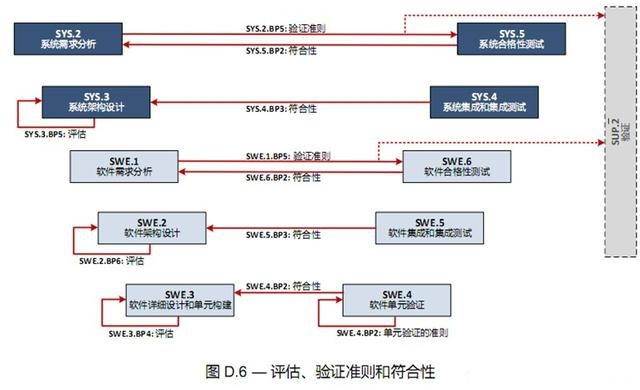 SYS.2
系统需求分析
SYS.2.BP5: 验证准则
SYS.5.BP2: 符合性
SYS.5
系统合格性测试
SUP.2
验证
SYS.3
系统架构设计
SYS.3.BP5: 评估
SYS.4.BP3: 符合性
SYS.4
系统集成和集成测试
SWE.1
软件需求分析
SWE.1.BP5: 验证准则
SWE.6.BP2: 符合性
SWE.6
软件合格性测试
SWE.2
软件架构设计
SWE.2.BP6: 评估
SWE.5.BP3: 符合性
SWE.5
软件集成和集成测试
SWE.3
软件详细设计和单元构建
SWE.3.BP4: 评估
SWE.4.BP2: 符合性
SWE.4
软件单元验证
SWE.4.BP2: 单元验证的准则
图 D.6 — 评估、验证准则和符合性